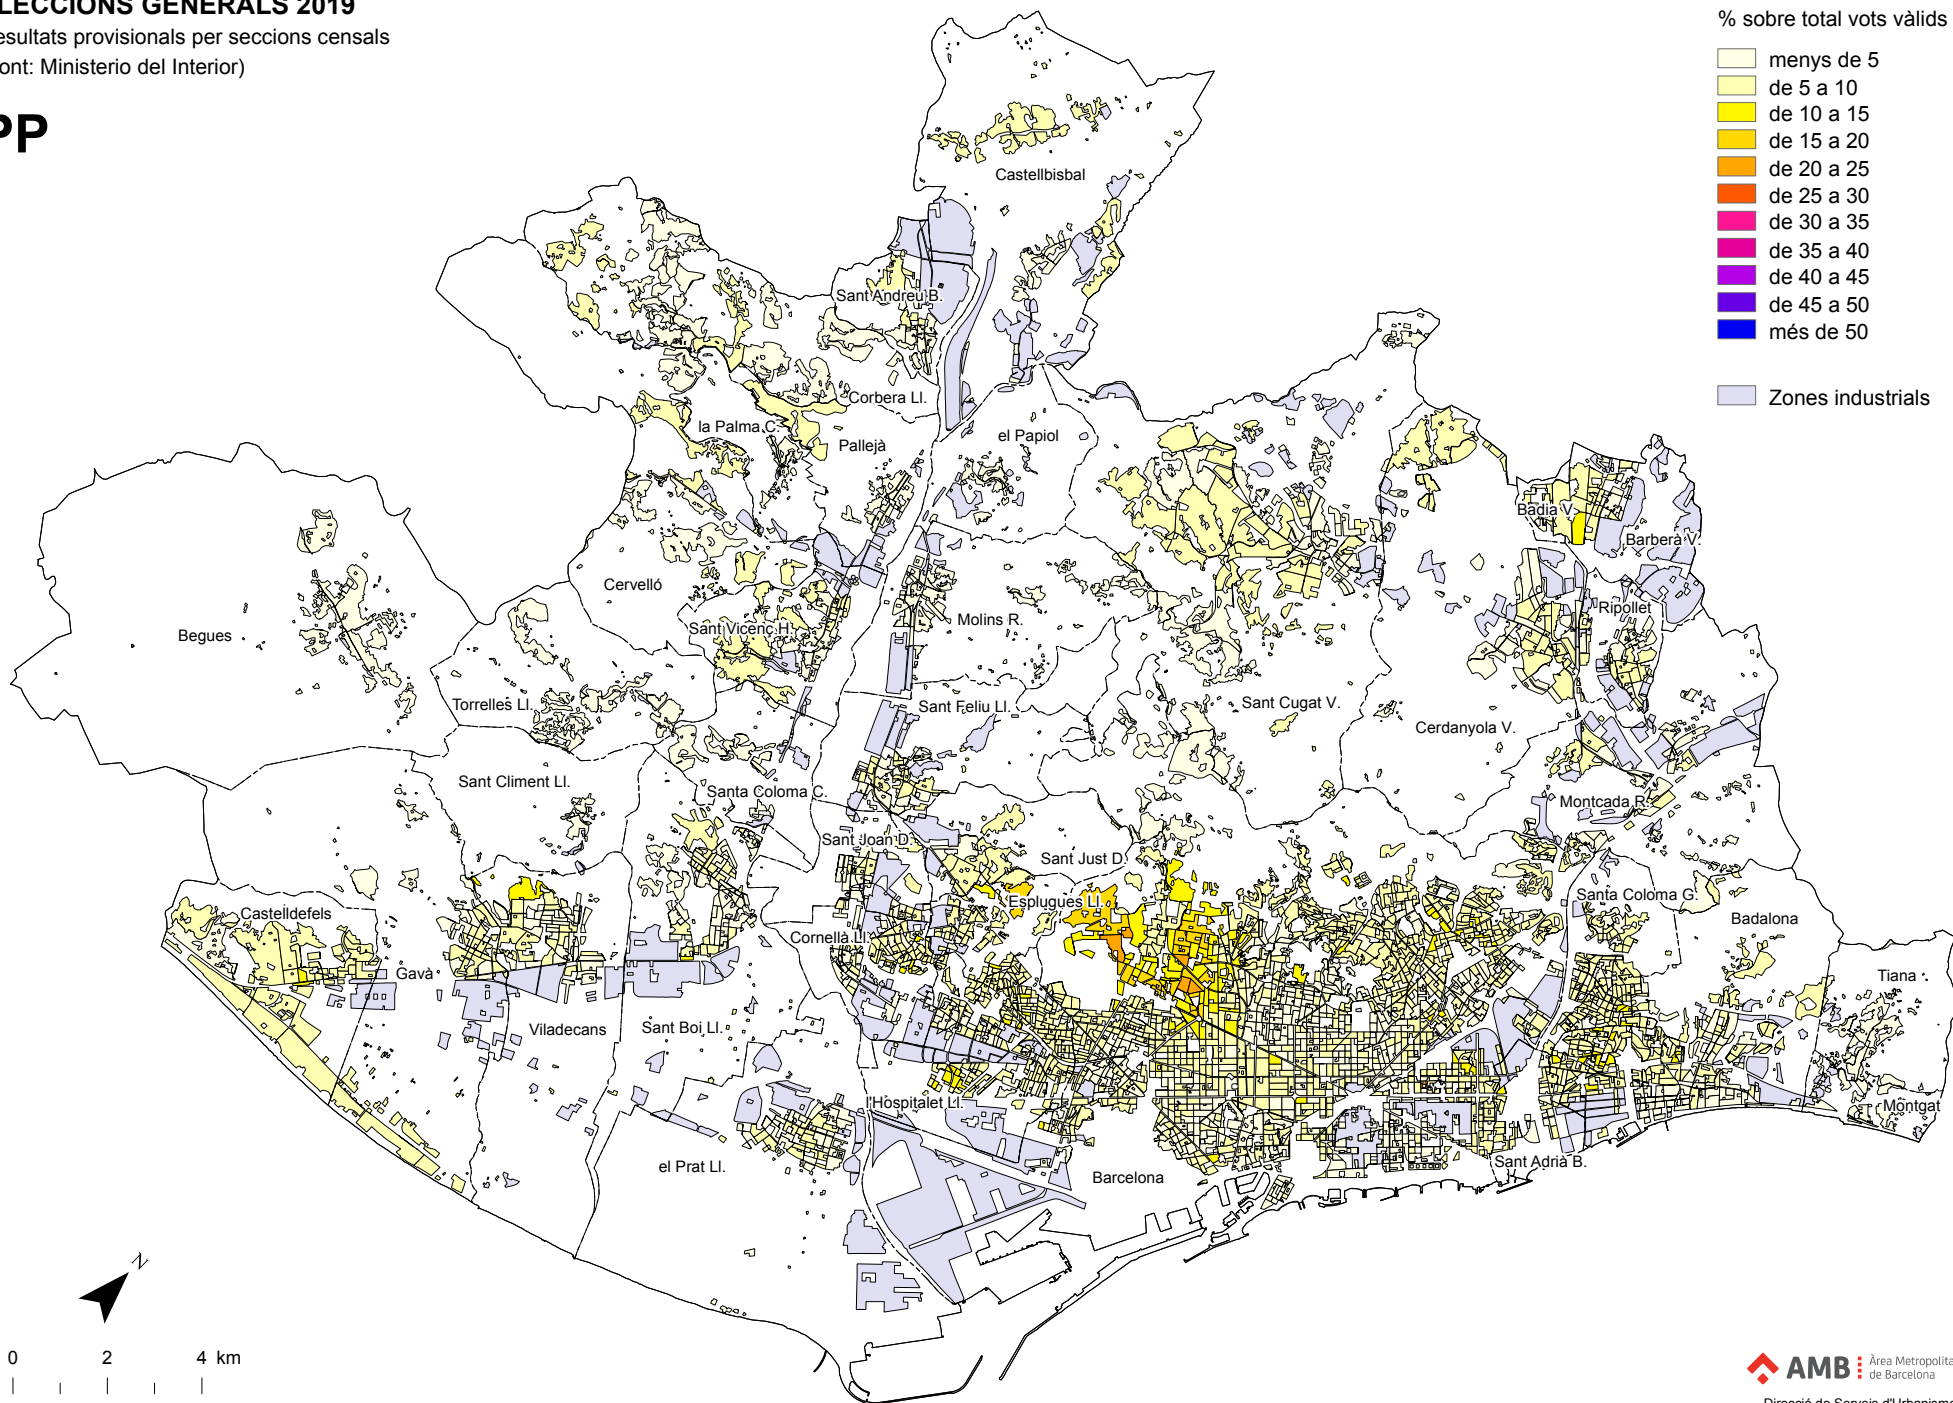 LECCIONS GENERALS 2019
esultats provisionals per seccions censals
ont: Ministerio del Interior)
PP
% sobre total vots vàlids
menys de 5
de 5 a 10
de 10 a 15
de 15 a 20
de 20 a 25
de 25 a 30
de 30 a 35
de 35 a 40
de 40 a 45
de 45 a 50
més de 50
Zones industrials
Castellbisbal
Sant Andreu B.
Corbera Ll.
la Palma C.
Pallejà
el Papiol
Badia V.
Barberà V.
Cervelló
Ripollet
Molins R.
Sant Vicenç H.
Begues
Torrelles Ll.
Sant Feliu Ll.
Sant Cugat V.
Cerdanyola V.
Sant Climent Ll.
Santa Coloma C.
Montcada R.
Sant Joan D.
Sant Just D.
Esplugues Ll.
Santa Coloma G.
Castelldefels
Badalona
Cornellà Ll.
Gavà
Tiana
Viladecans
Sant Boi Ll.
l'Hospitalet Ll.
Montgat
el Prat Ll.
Barcelona
Sant Adrià B.
N
0 2 4 km
AMB
Àrea Metropolita
de Barcelona
Direcció de Serveis d'Urbanisme